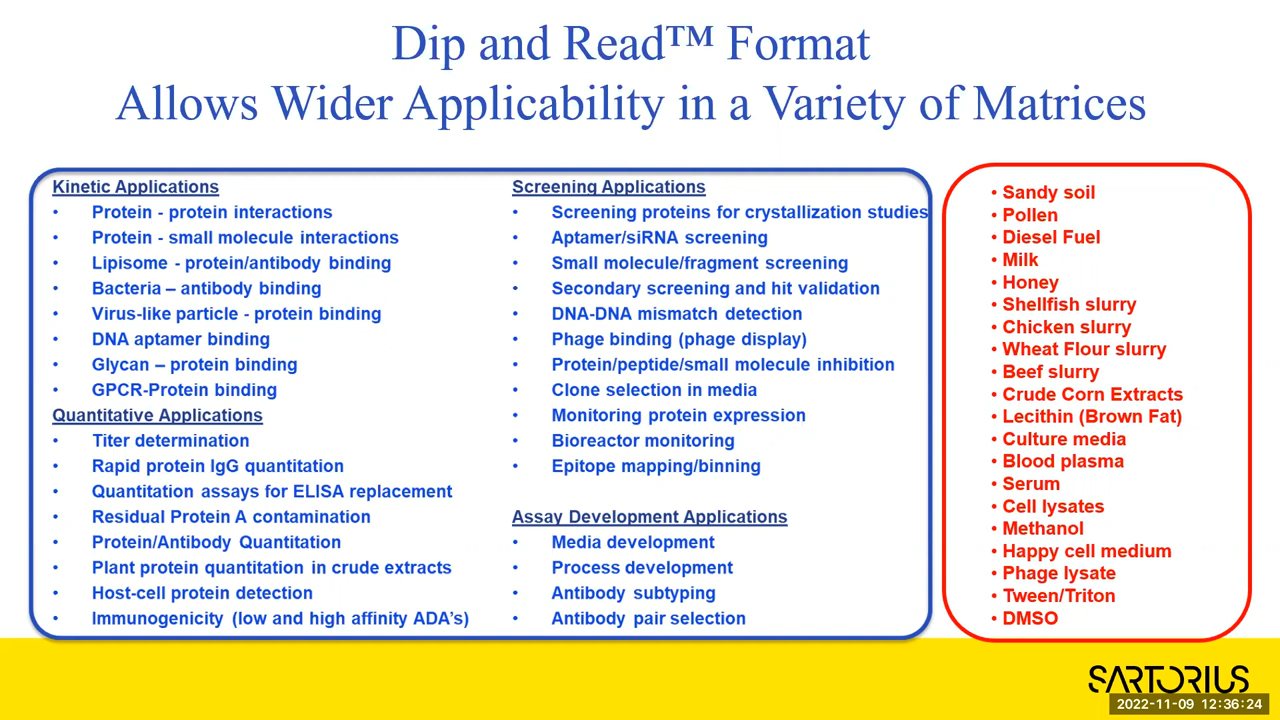 Dip and Read™ Format
Allows Wider Applicability in a Variety of Matrices
Kinetic Applications
• Protein - protein interactions
• Protein - small molecule interactions
• Lipisome - protein/antibody binding
• Bacteria – antibody binding
• Virus-like particle - protein binding
• DNA aptamer binding
• Glycan – protein binding
• GPCR-Protein binding
Quantitative Applications
• Titer determination
• Rapid protein IgG quantitation
• Quantitation assays for ELISA replacement
• Residual Protein A contamination
• Protein/Antibody Quantitation
• Plant protein quantitation in crude extracts
• Host-cell protein detection
• Immunogenicity (low and high affinity ADA’s)
Screening Applications
• Screening proteins for crystallization studies
• Aptamer/siRNA screening
• Small molecule/fragment screening
• Secondary screening and hit validation
• DNA-DNA mismatch detection
• Phage binding (phage display)
• Protein/peptide/small molecule inhibition
• Clone selection in media
• Monitoring protein expression
• Bioreactor monitoring
• Epitope mapping/binning
Assay Development Applications
• Media development
• Process development
• Antibody subtyping
• Antibody pair selection
• Sandy soil
• Pollen
• Diesel Fuel
• Milk
• Honey
• Shellfish slurry
• Chicken slurry
• Wheat Flour slurry
• Beef slurry
• Crude Corn Extracts
• Lecithin (Brown Fat)
• Culture media
• Blood plasma
• Serum
• Cell lysates
• Methanol
• Happy cell medium
• Phage lysate
• Tween/Triton
• DMSO
SARTORIUS
2022-11-09 12:36:24